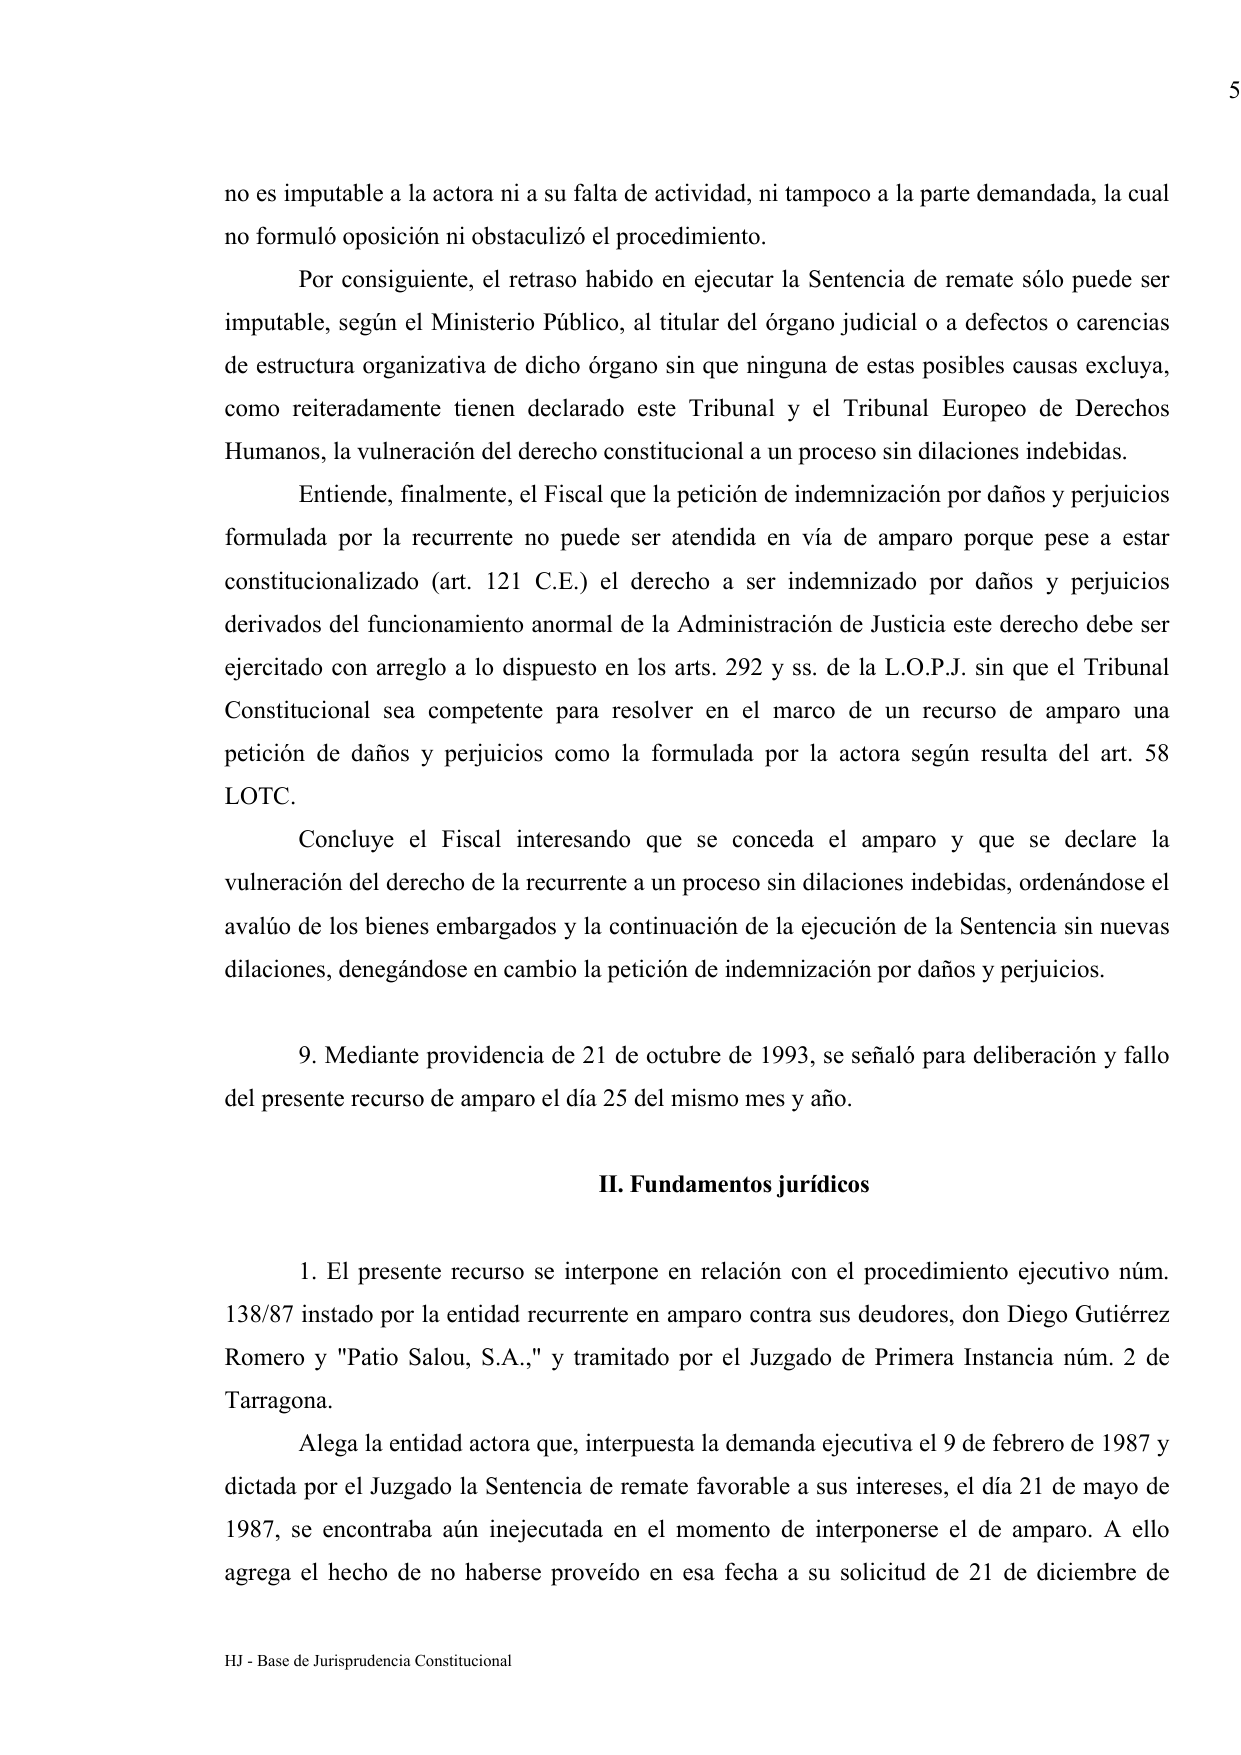 5
no es imputable a la actora ni a su falta de actividad, ni tampoco a la parte demandada, la cual
no formuló oposición ni obstaculizó el procedimiento.
Por consiguiente, el retraso habido en ejecutar la Sentencia de remate sólo puede ser
imputable, según el Ministerio Público, al titular del órgano judicial o a defectos o carencias
de estructura organizativa de dicho órgano sin que ninguna de estas posibles causas excluya,
como reiteradamente tienen declarado este Tribunal y el Tribunal Europeo de Derechos
Humanos, la vulneración del derecho constitucional a un proceso sin dilaciones indebidas.
Entiende, finalmente, el Fiscal que la petición de indemnización por daños y perjuicios
formulada por la recurrente no puede ser atendida en vía de amparo porque pese a estar
constitucionalizado (art. 121 C.E.) el derecho a ser indemnizado por daños y perjuicios
derivados del funcionamiento anormal de la Administración de Justicia este derecho debe ser
ejercitado con arreglo a lo dispuesto en los arts. 292 y ss. de la L.O.P.J. sin que el Tribunal
Constitucional sea competente para resolver en el marco de un recurso de amparo una
petición de daños y perjuicios como la formulada por la actora según resulta del art. 58
LOTC.
Concluye el Fiscal interesando que se conceda el amparo y que se declare la
vulneración del derecho de la recurrente a un proceso sin dilaciones indebidas, ordenándose el
avalúo de los bienes embargados y la continuación de la ejecución de la Sentencia sin nuevas
dilaciones, denegándose en cambio la petición de indemnización por daños y perjuicios.
9. Mediante providencia de 21 de octubre de 1993, se señaló para deliberación y fallo
del presente recurso de amparo el día 25 del mismo mes y año.
II. Fundamentos jurídicos
1. El presente recurso se interpone en relación con el procedimiento ejecutivo núm.
138/87 instado por la entidad recurrente en amparo contra sus deudores, don Diego Gutiérrez
Romero y "Patio Salou, S.A.," y tramitado por el Juzgado de Primera Instancia núm. 2 de
Tarragona.
Alega la entidad actora que, interpuesta la demanda ejecutiva el 9 de febrero de 1987 y
dictada por el Juzgado la Sentencia de remate favorable a sus intereses, el día 21 de mayo de
1987, se encontraba aún inejecutada en el momento de interponerse el de amparo. A ello
agrega el hecho de no haberse proveído en esa fecha a su solicitud de 21 de diciembre de
HJ - Base de Jurisprudencia Constitucional